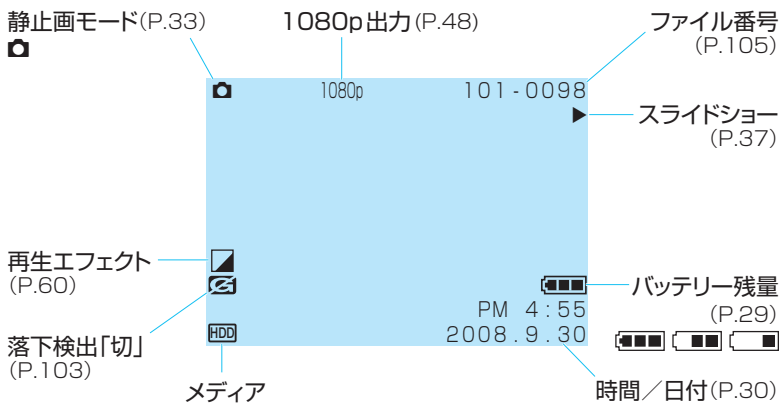 静止画モード(P.33)
1080p出力(P.48)
ファイル番号
(P.105)
1080p
101-0098
スライドショー
(P.37)
再生エフェクト
(P.60)
落下検出「切」
(P.103)
HDD
メディア
PM 4:55
2008.9.30
バッテリー残量
(P.29)
時間／日付(P.30)